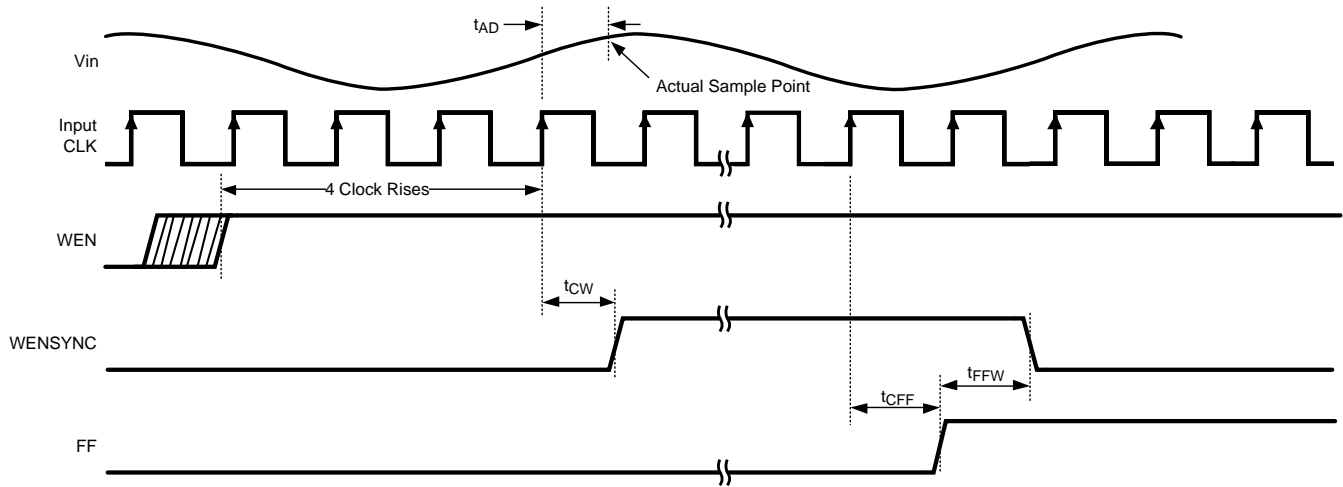 tAD
Vin
Actual Sample Point
Input
CLK
4 Clock Rises
WEN
tCW
WENSYNC
tFFW
tCFF
FF